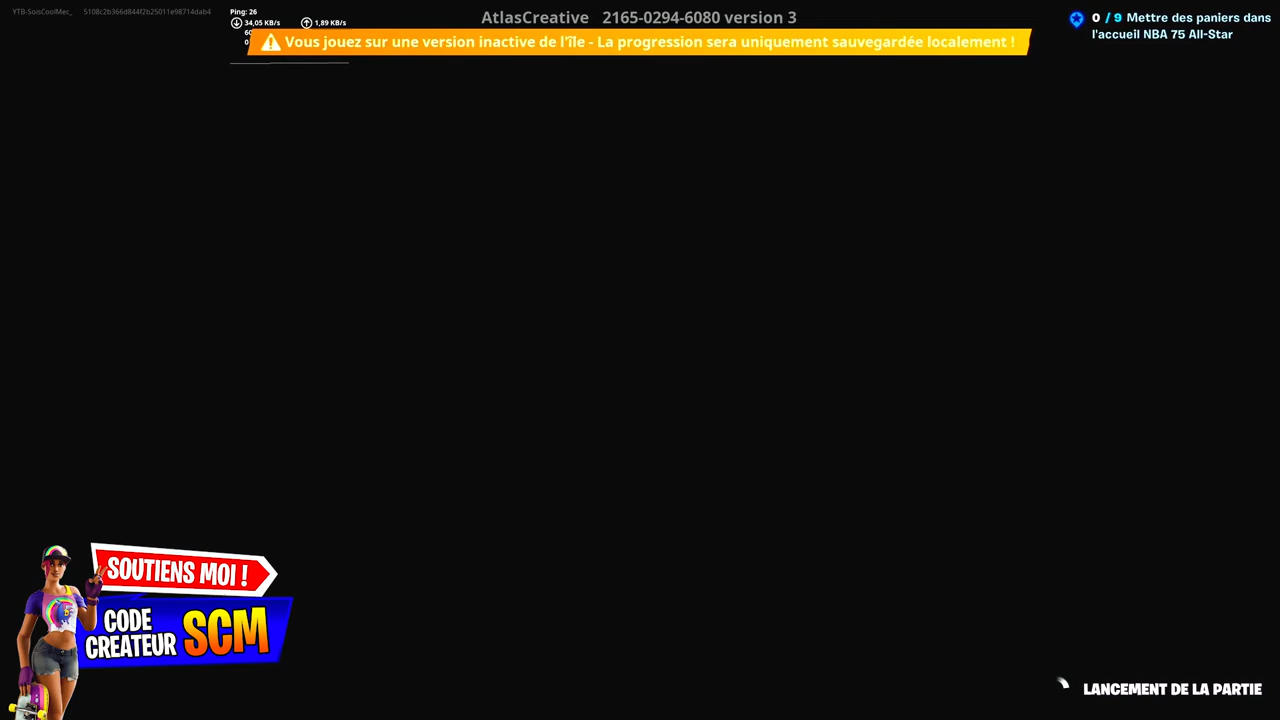 YTB-SoisCoolMec_ 5108c2b366d844f2b25011e98714dab4
Ping: 26
34,05 KB/s 1,89 KB/s
AtlasCreative 2165-0294-6080 version 3
Vous jouez sur une version inactive de l'île - La progression sera uniquement sauvegardée localement !
0 / 9 Mettre des paniers dans
l'accueil NBA 75 All-Star
SOUTIENS MOI !
CODE
CREATEUR SCM
LANCEMENT DE LA PARTIE